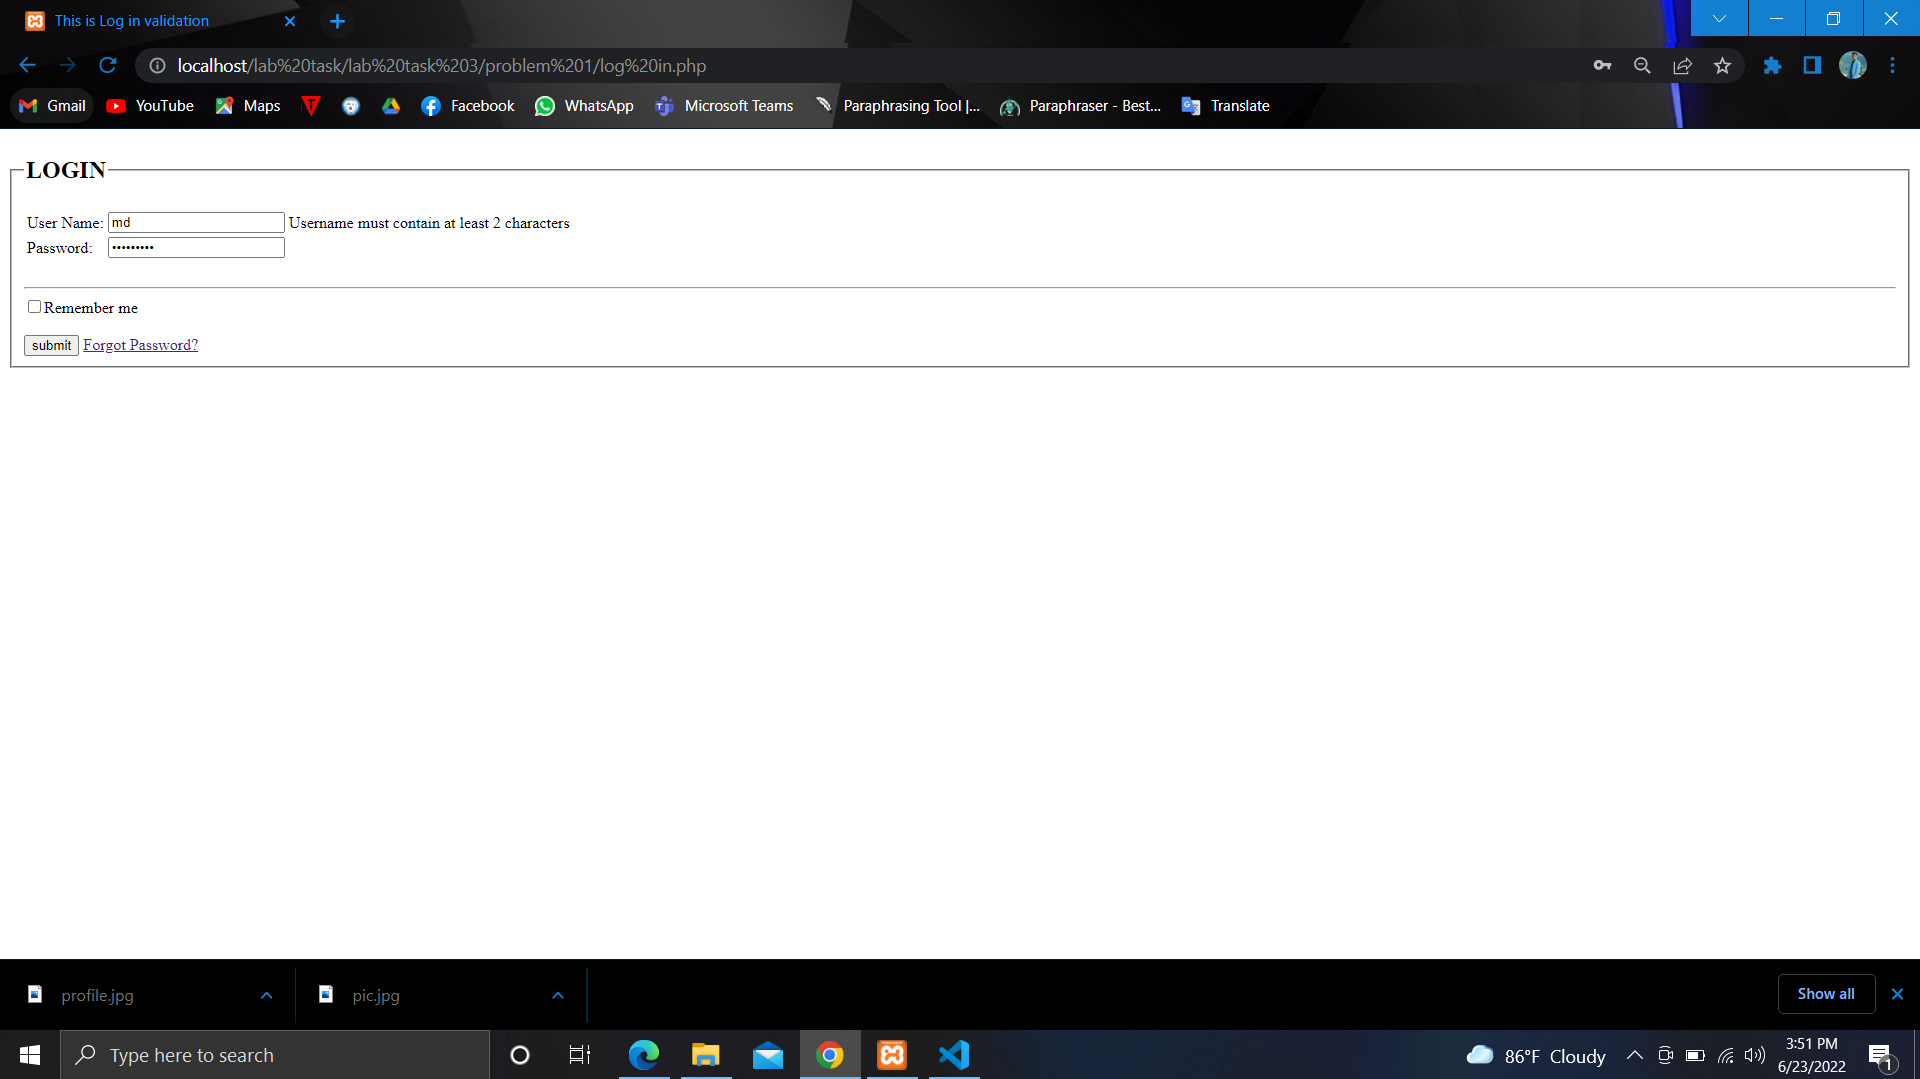 This is Log in validation
localhost/lab%20task/lab%20task%203/problem%201/log%20in.php
Gmail YouTube Maps Facebook WhatsApp Microsoft Teams Paraphrasing Tool |... Paraphraser - Best... Translate
LOGIN
User Name: md Username must contain at least 2 characters
Password: •••••••••
Remember me
submit Forgot Password?
profile.jpg pic.jpg Show all
Type here to search 86°F Cloudy 3:51 PM
6/23/2022 1